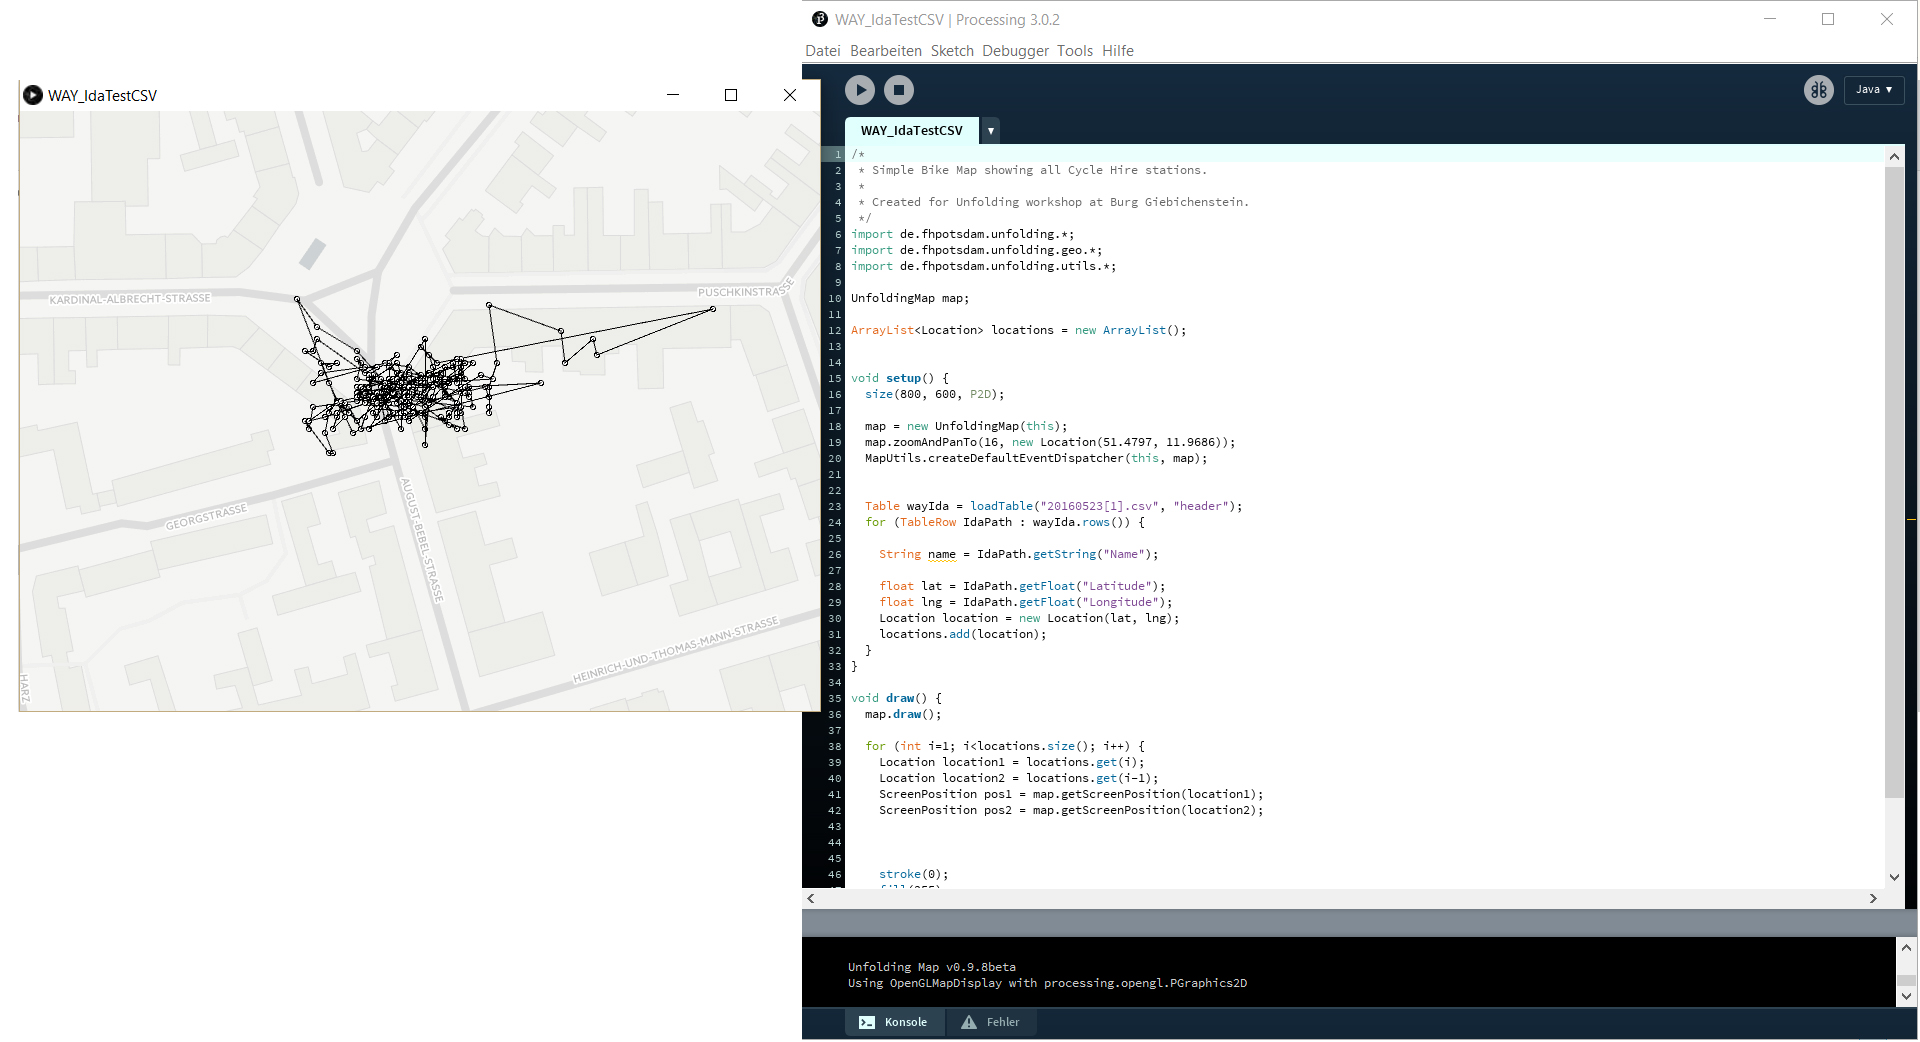 WAY_IdaTestCSV
KARDINAL-ALBRECHT-STRASSE
PUSCHKINSTRASSE
GEORGSTRASSE
AUGUST-BEBEL-STRASSE
HEINRICH-UND-THOMAS-MANN-STRASSE
HARZ
WAY_IdaTestCSV | Processing 3.0.2
Datei Bearbeiten Sketch Debugger Tools Hilfe
Java ▾
WAY_IdaTestCSV ▾
1 /*
2  * Simple Bike Map showing all Cycle Hire stations.
3  *
4  * Created for Unfolding workshop at Burg Giebichenstein.
5  */
6 import de.fhpotsdam.unfolding.*;
7 import de.fhpotsdam.unfolding.geo.*;
8 import de.fhpotsdam.unfolding.utils.*;
9
10 UnfoldingMap map;
11
12 ArrayList<Location> locations = new ArrayList();
13
14
15 void setup() {
16   size(800, 600, P2D);
17
18   map = new UnfoldingMap(this);
19   map.zoomAndPanTo(16, new Location(51.4797, 11.9686));
20   MapUtils.createDefaultEventDispatcher(this, map);
21
22
23   Table wayIda = loadTable("20160523[1].csv", "header");
24   for (TableRow IdaPath : wayIda.rows()) {
25
26     String name = IdaPath.getString("Name");
27
28     float lat = IdaPath.getFloat("Latitude");
29     float lng = IdaPath.getFloat("Longitude");
30     Location location = new Location(lat, lng);
31     locations.add(location);
32   }
33 }
34
35 void draw() {
36   map.draw();
37
38   for (int i=1; i<locations.size(); i++) {
39     Location location1 = locations.get(i);
40     Location location2 = locations.get(i-1);
41     ScreenPosition pos1 = map.getScreenPosition(location1);
42     ScreenPosition pos2 = map.getScreenPosition(location2);
43
44
45
46     stroke(0);
Unfolding Map v0.9.8beta
Using OpenGLMapDisplay with processing.opengl.PGraphics2D
Konsole Fehler